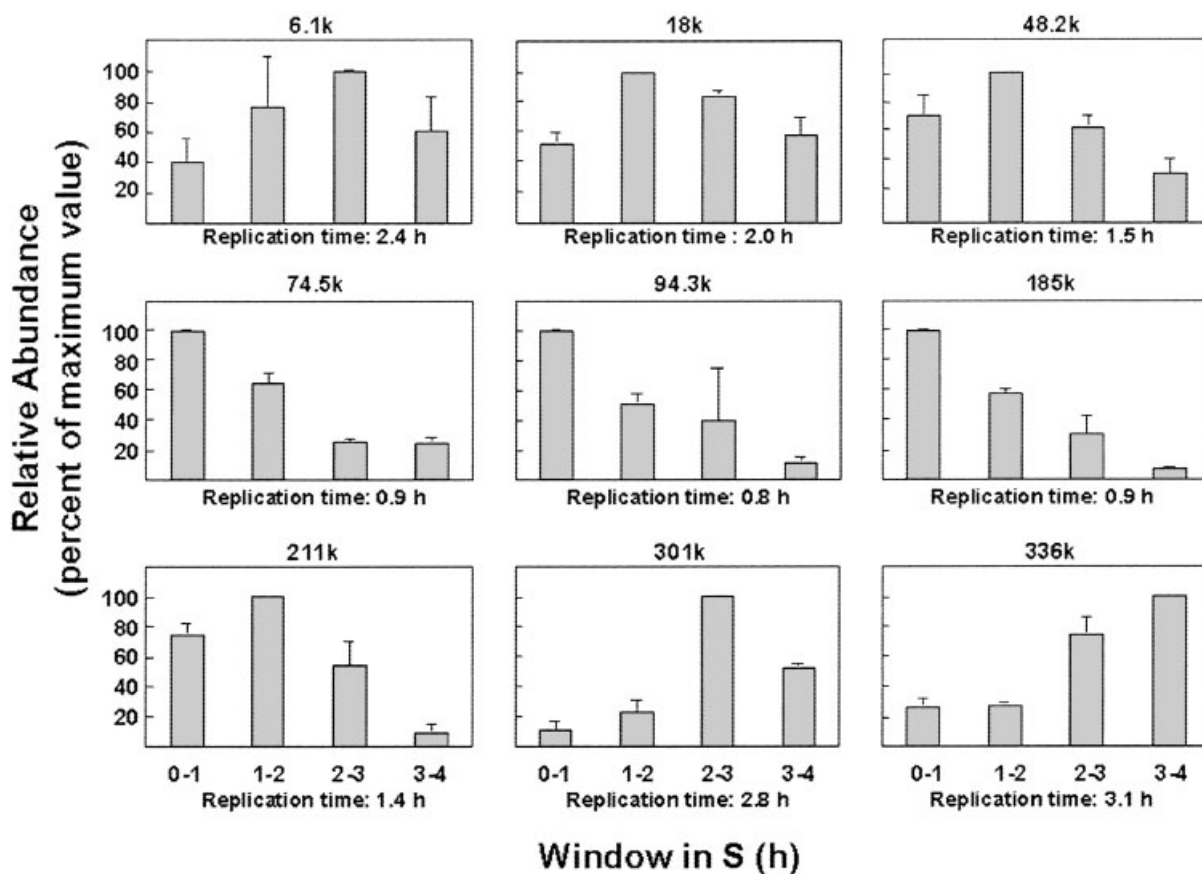 6.1k 18k 48.2k
100
80
60
40
20
Replication time: 2.4 h Replication time : 2.0 h Replication time: 1.5 h
74.5k 94.3k 185k
100
80
60
40
20
Replication time: 0.9 h Replication time: 0.8 h Replication time: 0.9 h
211k 301k 336k
100
80
60
40
20
0-1 1-2 2-3 3-4 0-1 1-2 2-3 3-4 0-1 1-2 2-3 3-4
Replication time: 1.4 h Replication time: 2.8 h Replication time: 3.1 h
Relative Abundance
(percent of maximum value)
Window in S (h)